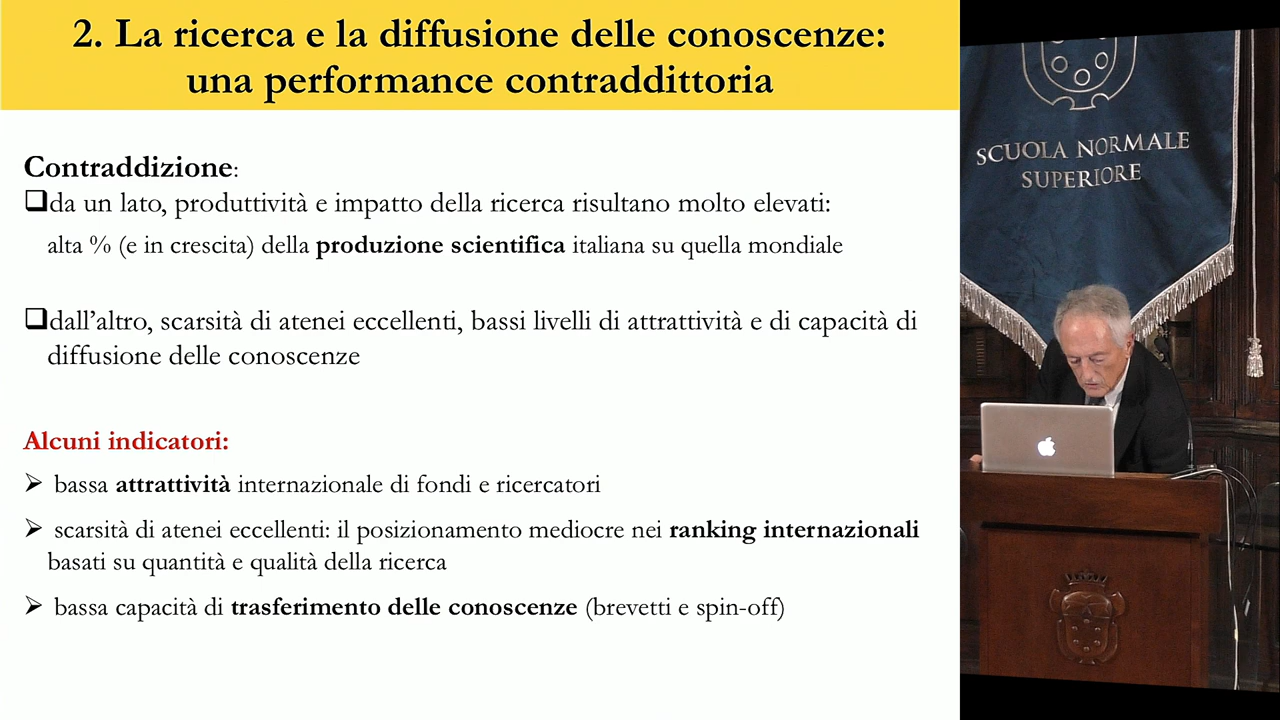 2. La ricerca e la diffusione delle conoscenze:
una performance contraddittoria
Contraddizione:
da un lato, produttività e impatto della ricerca risultano molto elevati:
alta % (e in crescita) della produzione scientifica italiana su quella mondiale
dall’altro, scarsità di atenei eccellenti, bassi livelli di attrattività e di capacità di
diffusione delle conoscenze
Alcuni indicatori:
bassa attrattività internazionale di fondi e ricercatori
scarsità di atenei eccellenti: il posizionamento mediocre nei ranking internazionali
basati su quantità e qualità della ricerca
bassa capacità di trasferimento delle conoscenze (brevetti e spin-off)
SCUOLA NORMALE
SUPERIORE